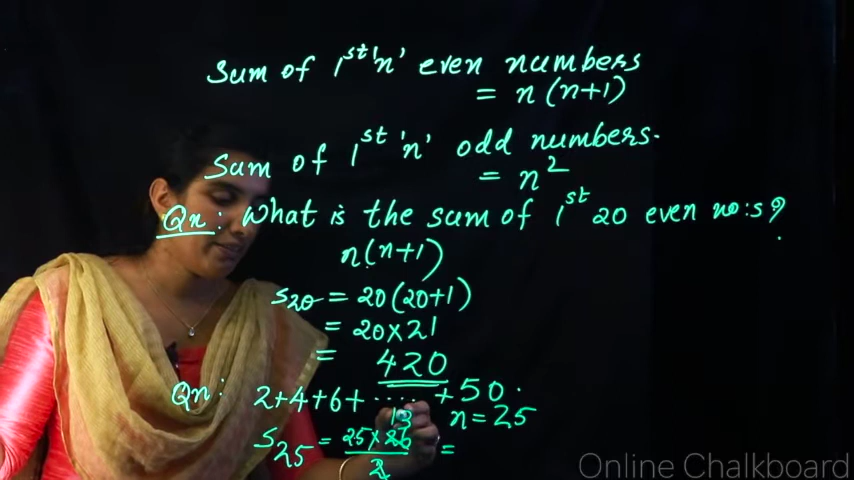 Sum of 1st 'n' even numbers
= n(n+1)
Sum of 1st 'n' odd numbers.
= n²
Qn: What is the sum of 1st 20 even no:s?
n(n+1)
S20 = 20(20+1)
= 20×21
= 420
Qn: 2+4+6+ ..... +50.
n=25
13
S25 = 25×26 =
2
Online Chalkboard